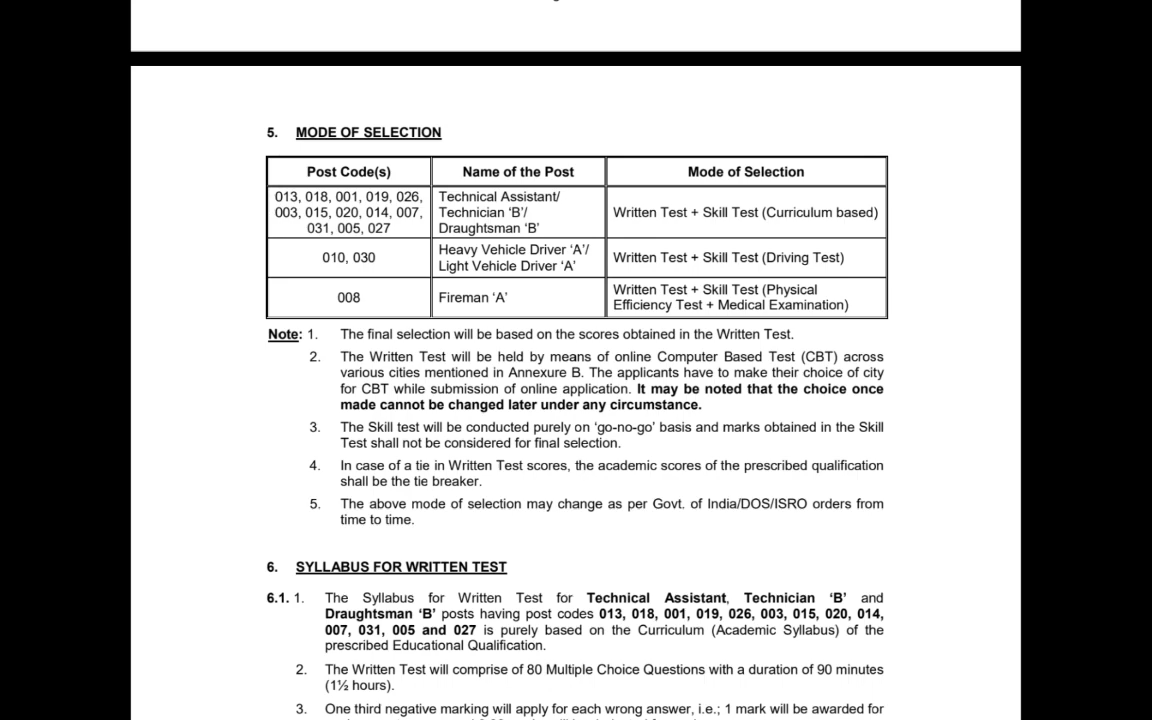 5. MODE OF SELECTION
Post Code(s) Name of the Post Mode of Selection
013, 018, 001, 019, 026,
003, 015, 020, 014, 007,
031, 005, 027
Technical Assistant/
Technician ‘B’/
Draughtsman ‘B’
Written Test + Skill Test (Curriculum based)
010, 030
Heavy Vehicle Driver ‘A’/
Light Vehicle Driver ‘A’
Written Test + Skill Test (Driving Test)
008
Fireman ‘A’
Written Test + Skill Test (Physical
Efficiency Test + Medical Examination)
Note: 1. The final selection will be based on the scores obtained in the Written Test.
2. The Written Test will be held by means of online Computer Based Test (CBT) across
various cities mentioned in Annexure B. The applicants have to make their choice of city
for CBT while submission of online application. It may be noted that the choice once
made cannot be changed later under any circumstance.
3. The Skill test will be conducted purely on ‘go-no-go’ basis and marks obtained in the Skill
Test shall not be considered for final selection.
4. In case of a tie in Written Test scores, the academic scores of the prescribed qualification
shall be the tie breaker.
5. The above mode of selection may change as per Govt. of India/DOS/ISRO orders from
time to time.
6. SYLLABUS FOR WRITTEN TEST
6.1. 1. The Syllabus for Written Test for Technical Assistant, Technician ‘B’ and
Draughtsman ‘B’ posts having post codes 013, 018, 001, 019, 026, 003, 015, 020, 014,
007, 031, 005 and 027 is purely based on the Curriculum (Academic Syllabus) of the
prescribed Educational Qualification.
2. The Written Test will comprise of 80 Multiple Choice Questions with a duration of 90 minutes
(1½ hours).
3. One third negative marking will apply for each wrong answer, i.e.; 1 mark will be awarded for